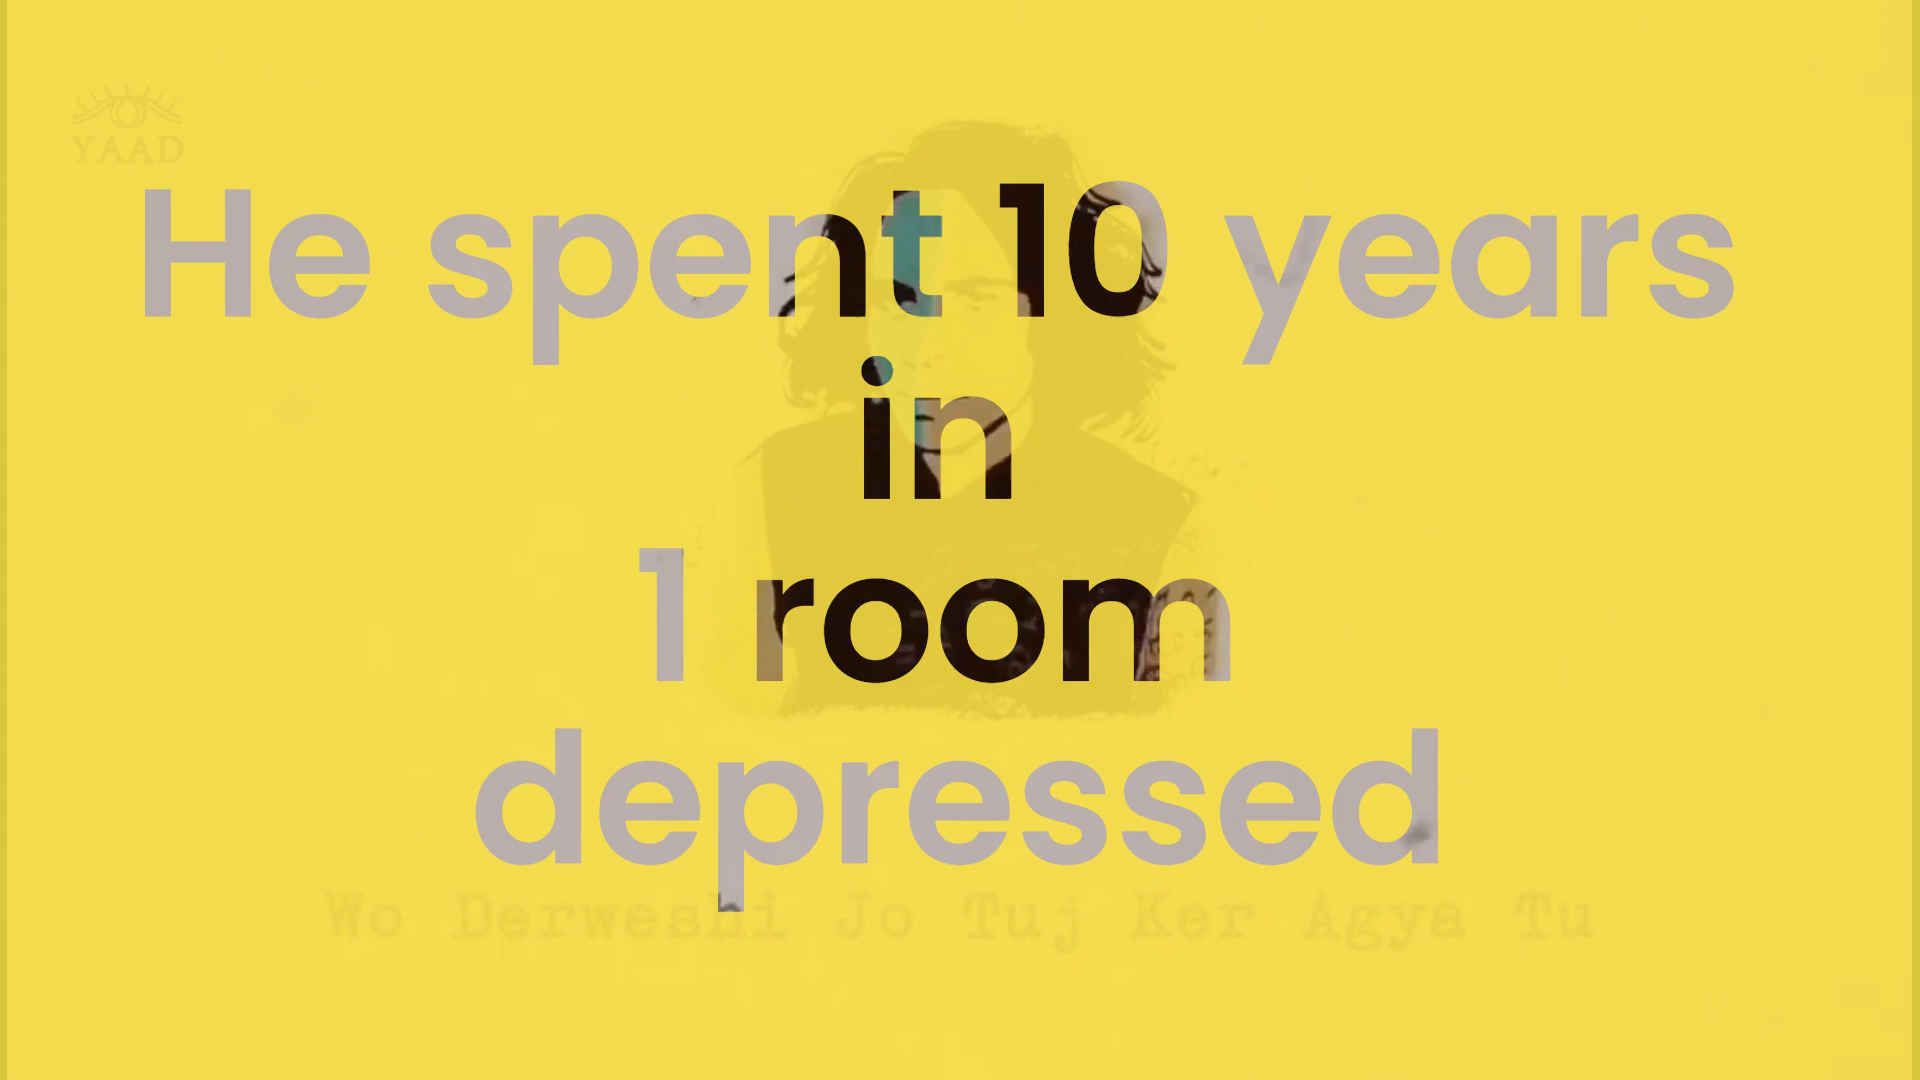 YAAD
He spent 10 years
in
1 room
depressed
Wo Derweshi Jo Tuj Ker Agya Tu